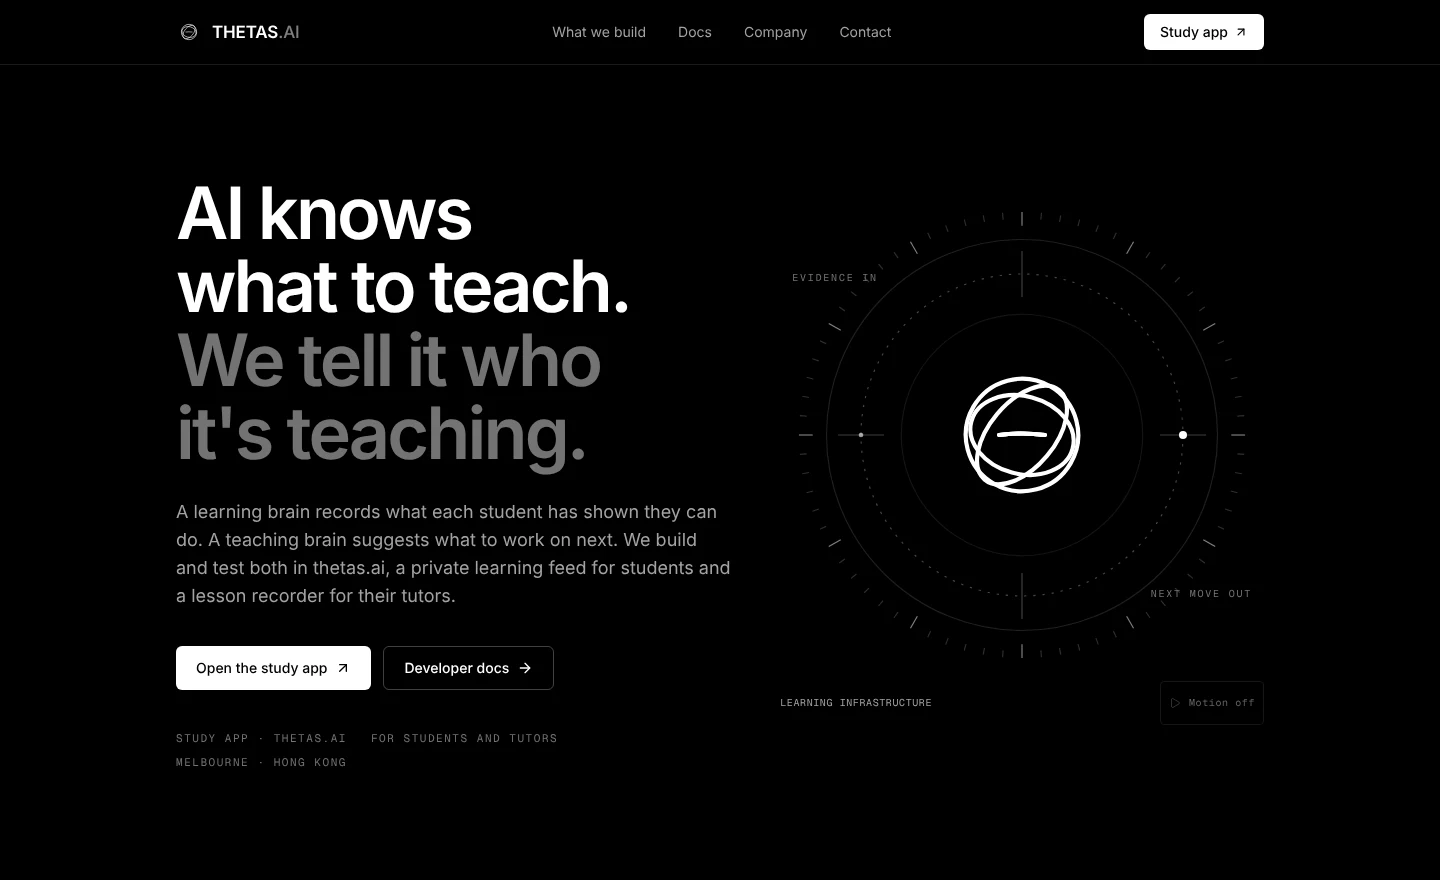 THETAS.AI
What we build
Docs
Company
Contact
Study app
AI knows
what to teach.
We tell it who
it's teaching.
A learning brain records what each student has shown they can
do. A teaching brain suggests what to work on next. We build
and test both in thetas.ai, a private learning feed for students and
a lesson recorder for their tutors.
Open the study app
Developer docs
STUDY APP · THETAS.AI
FOR STUDENTS AND TUTORS
MELBOURNE · HONG KONG
EVIDENCE IN
NEXT MOVE OUT
LEARNING INFRASTRUCTURE
Motion off